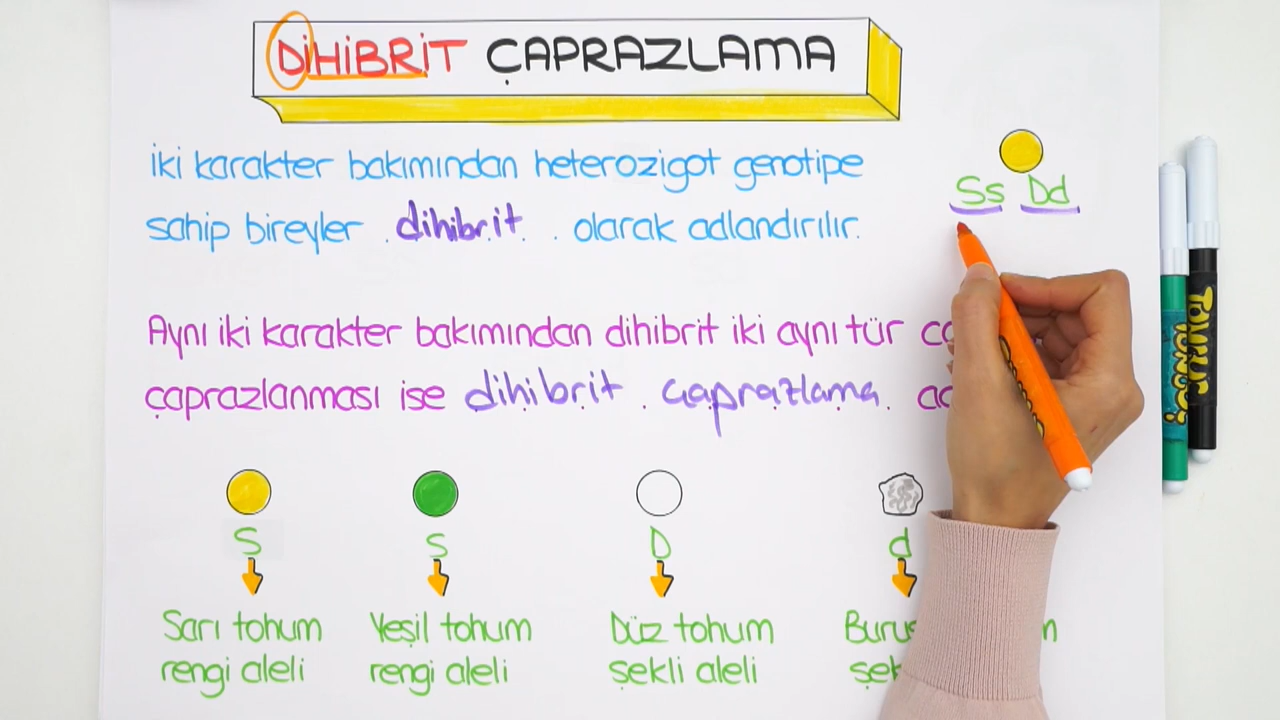 DİHİBRİT ÇAPRAZLAMA
İki karakter bakımından heterozigot genotipe
sahip bireyler . dihibrit . olarak adlandırılır.
Ss Dd
Aynı iki karakter bakımından dihibrit iki aynı tür
çaprazlanması ise dihibrit . çaprazlama .
S s D d
Sarı tohum Yeşil tohum Düz tohum
rengi aleli rengi aleli şekli aleli